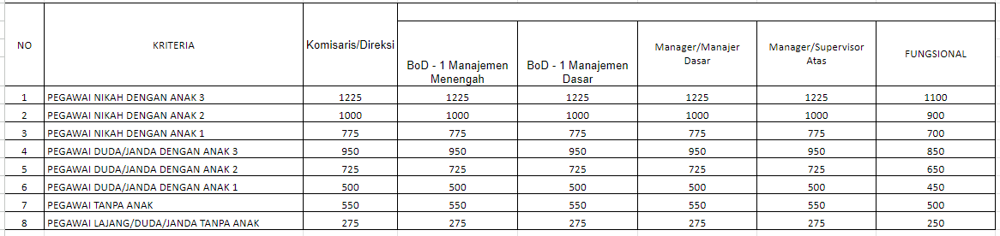 NO KRITERIA Komisaris/Direksi BoD - 1 Manajemen Menengah BoD - 1 Manajemen Dasar Manager/Manajer Dasar Manager/Supervisor Atas FUNGSIONAL
1 PEGAWAI NIKAH DENGAN ANAK 3 1225 1225 1225 1225 1225 1100
2 PEGAWAI NIKAH DENGAN ANAK 2 1000 1000 1000 1000 1000 900
3 PEGAWAI NIKAH DENGAN ANAK 1 775 775 775 775 775 700
4 PEGAWAI DUDA/JANDA DENGAN ANAK 3 950 950 950 950 950 850
5 PEGAWAI DUDA/JANDA DENGAN ANAK 2 725 725 725 725 725 650
6 PEGAWAI DUDA/JANDA DENGAN ANAK 1 500 500 500 500 500 450
7 PEGAWAI TANPA ANAK 550 550 550 550 550 500
8 PEGAWAI LAJANG/DUDA/JANDA TANPA ANAK 275 275 275 275 275 250